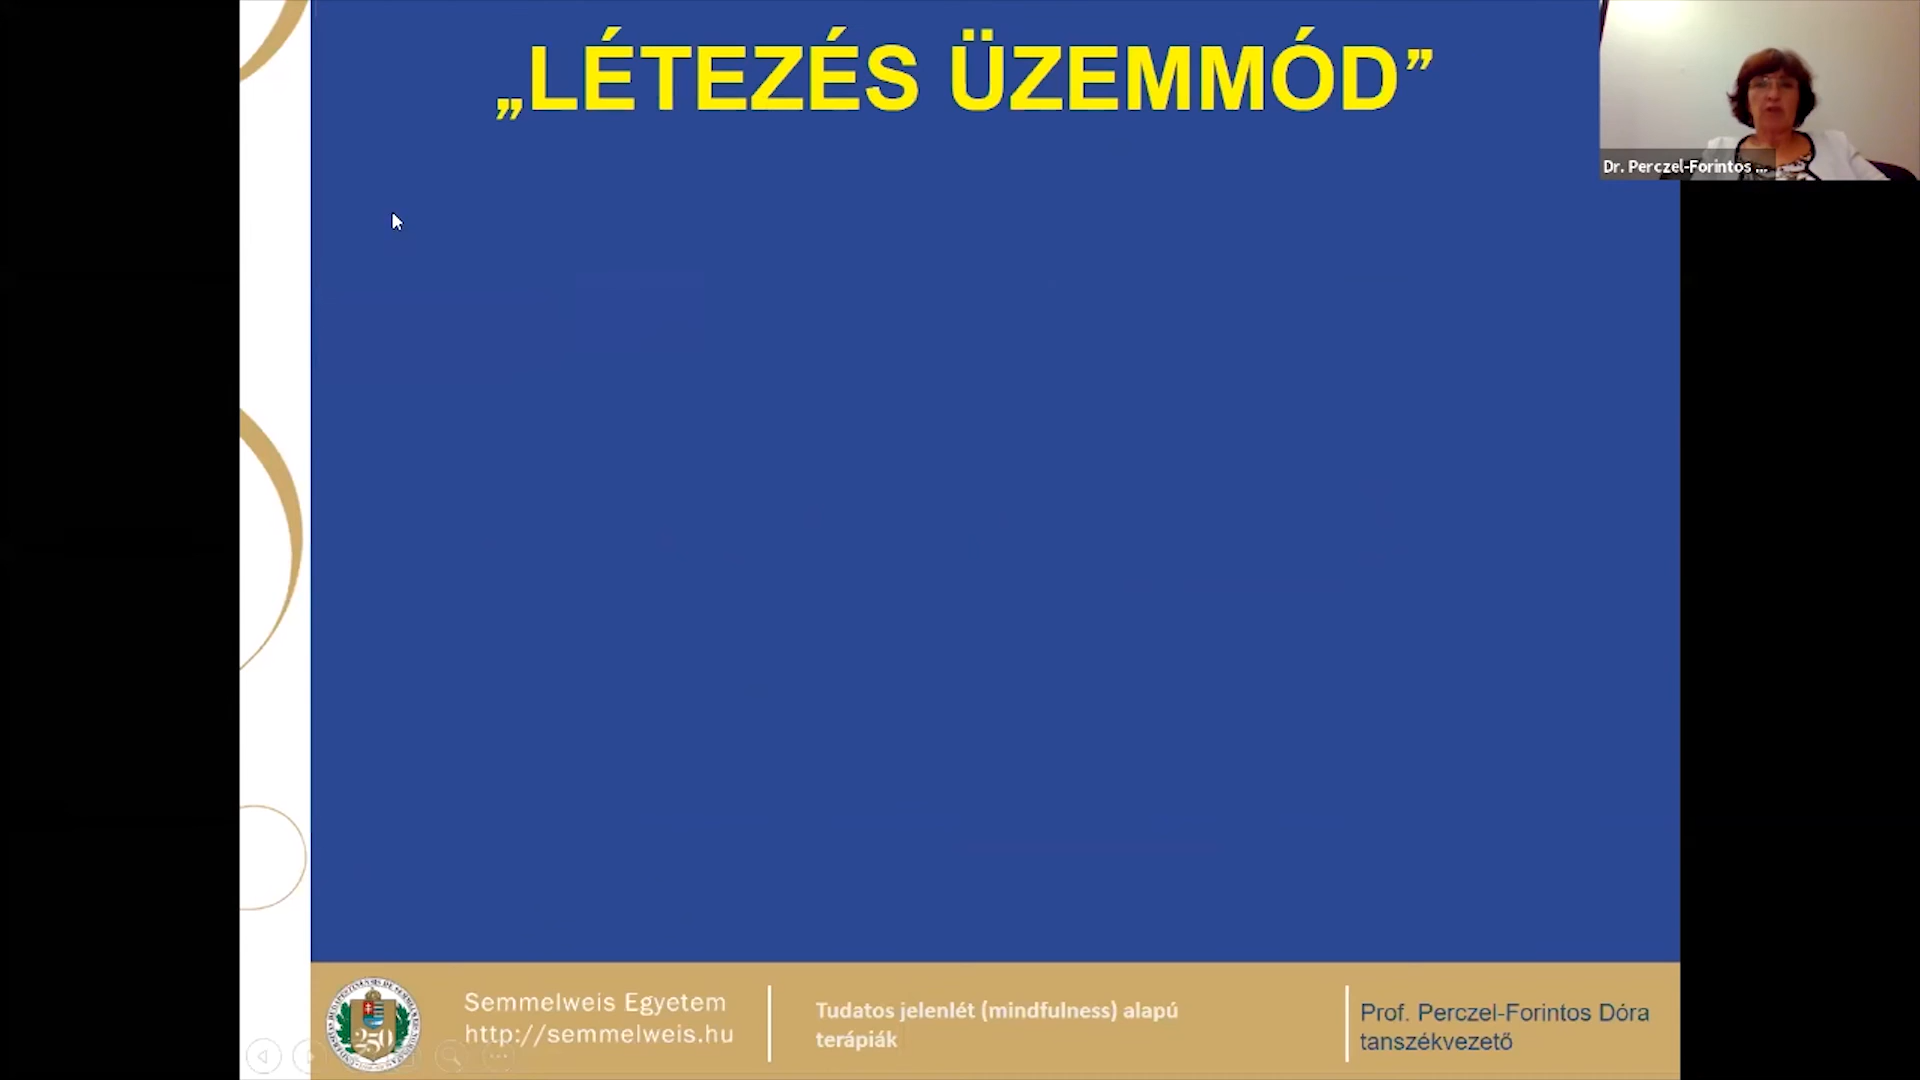 „LÉTEZÉS ÜZEMMÓD”
Dr. Perczel-Forintos ...
Semmelweis Egyetem
http://semmelweis.hu
Tudatos jelenlét (mindfulness) alapú
terápiák
Prof. Perczel-Forintos Dóra
tanszékvezető
250